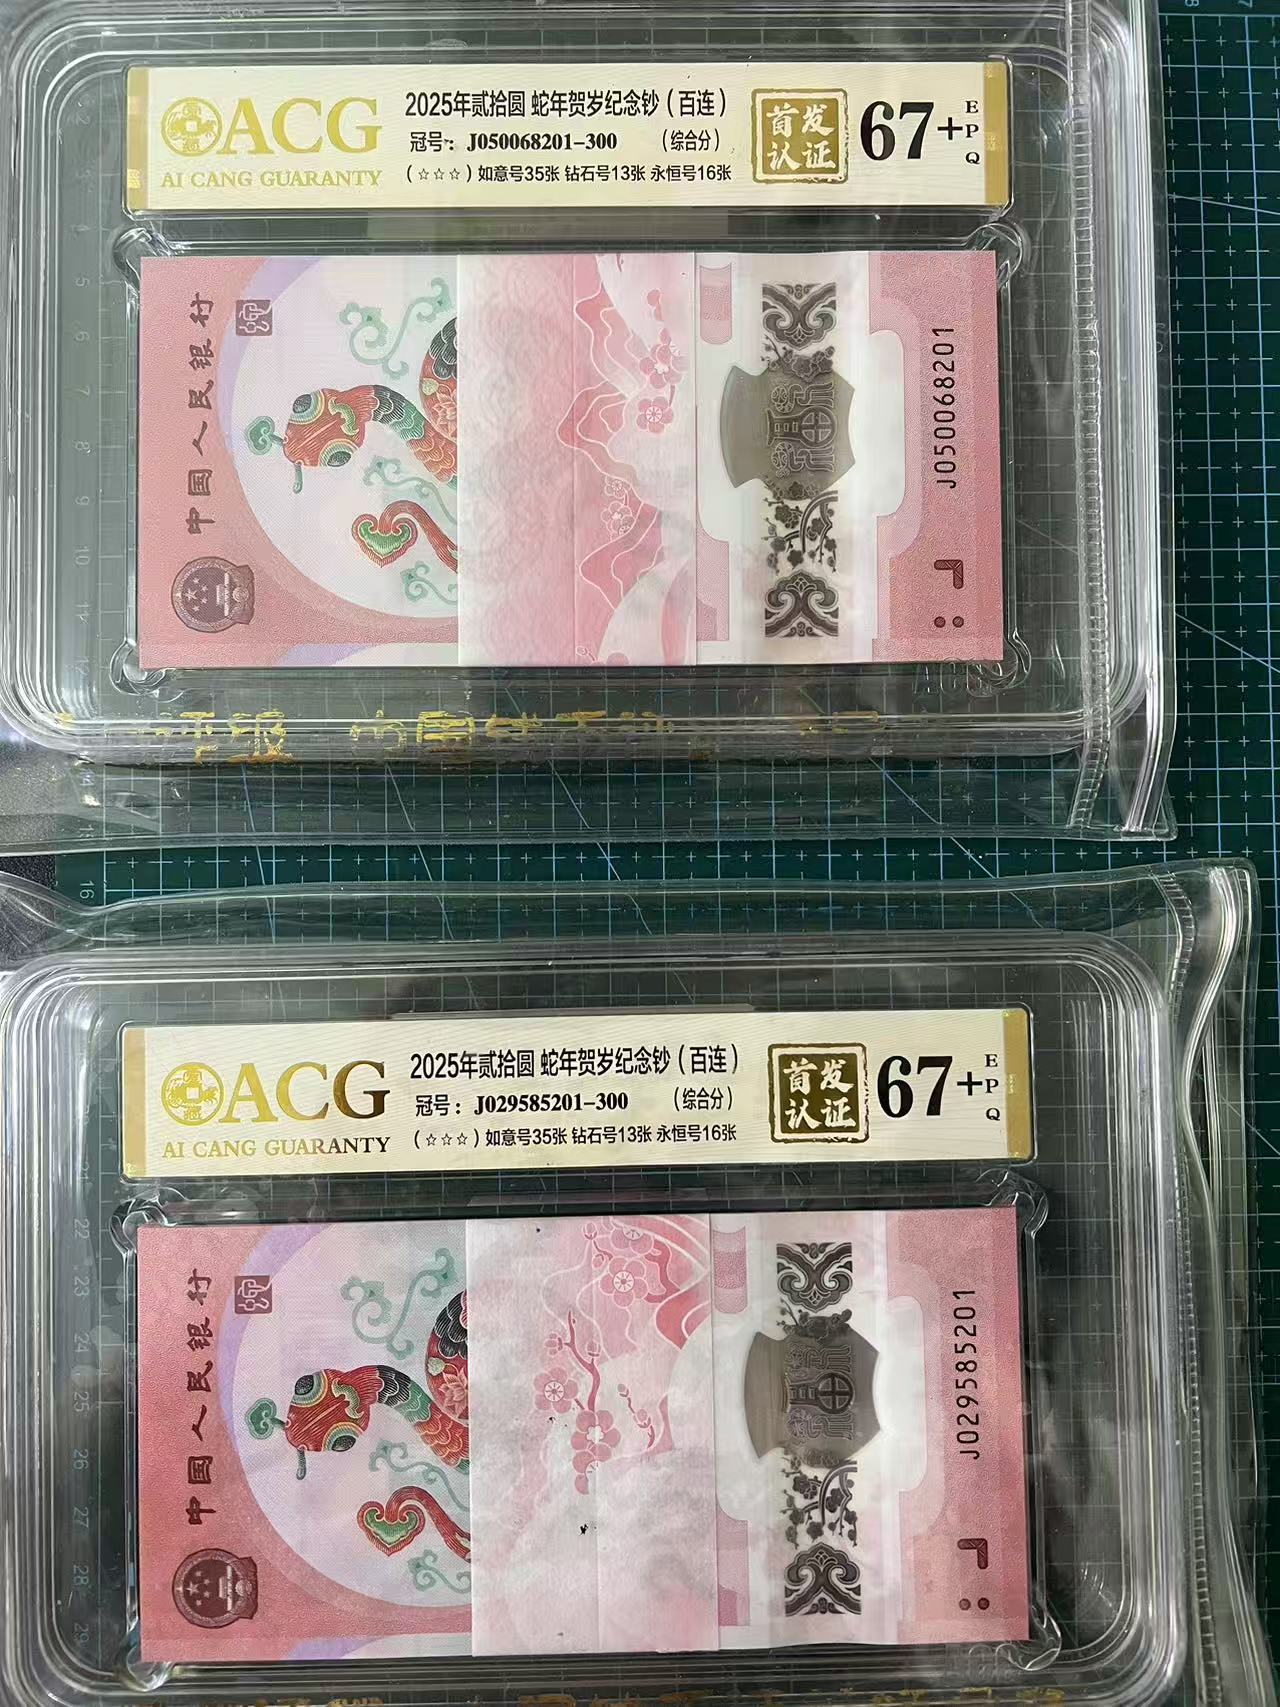 ACG
AI CANG GUARANTY
2025年贰拾圆 蛇年贺岁纪念钞（百连）
冠号：J050068201-300 （综合分）
（☆☆☆）如意号35张 钻石号13张 永恒号16张
首发
认证
67+
EPQ
中国人民银行
J050068201
ACG
AI CANG GUARANTY
2025年贰拾圆 蛇年贺岁纪念钞（百连）
冠号：J029585201-300 （综合分）
（☆☆☆）如意号35张 钻石号13张 永恒号16张
首发
认证
67+
EPQ
中国人民银行
J029585201